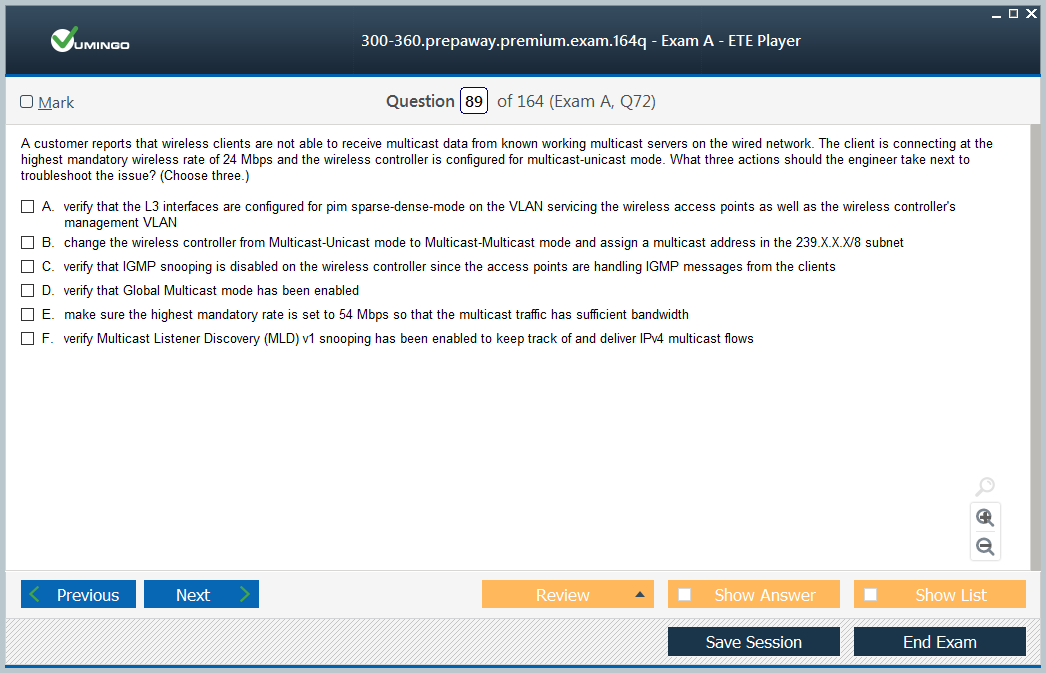 VUMINGO
300-360.prepaway.premium.exam.164q - Exam A - ETE Player
Mark
Question 89 of 164 (Exam A, Q72)
A customer reports that wireless clients are not able to receive multicast data from known working multicast servers on the wired network. The client is connecting at the
highest mandatory wireless rate of 24 Mbps and the wireless controller is configured for multicast-unicast mode. What three actions should the engineer take next to
troubleshoot the issue? (Choose three.)
A. verify that the L3 interfaces are configured for pim sparse-dense-mode on the VLAN servicing the wireless access points as well as the wireless controller's
management VLAN
B. change the wireless controller from Multicast-Unicast mode to Multicast-Multicast mode and assign a multicast address in the 239.X.X.X/8 subnet
C. verify that IGMP snooping is disabled on the wireless controller since the access points are handling IGMP messages from the clients
D. verify that Global Multicast mode has been enabled
E. make sure the highest mandatory rate is set to 54 Mbps so that the multicast traffic has sufficient bandwidth
F. verify Multicast Listener Discovery (MLD) v1 snooping has been enabled to keep track of and deliver IPv4 multicast flows
Previous
Next
Review
Show Answer
Show List
Save Session
End Exam